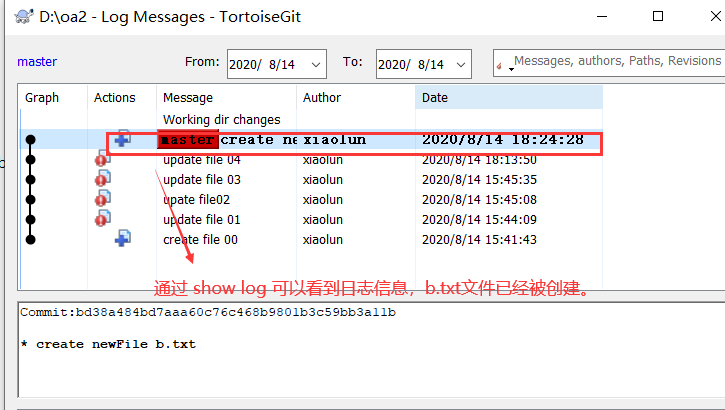 D:\oa2 - Log Messages - TortoiseGit
master From: 2020/ 8/14 To: 2020/ 8/14 Messages, authors, Paths, Revisions
Graph Actions Message Author Date
Working dir changes
master create ne xiaolun 2020/8/14 18:24:28
update file 04 xiaolun 2020/8/14 18:13:50
update file 03 xiaolun 2020/8/14 15:45:35
upate file02 xiaolun 2020/8/14 15:45:08
update file 01 xiaolun 2020/8/14 15:44:09
create file 00 xiaolun 2020/8/14 15:41:43
通过 show log 可以看到日志信息，b.txt文件已经被创建。
Commit:bd38a484bd7aaa60c76c468b9801b3c59bb3a11b
* create newFile b.txt